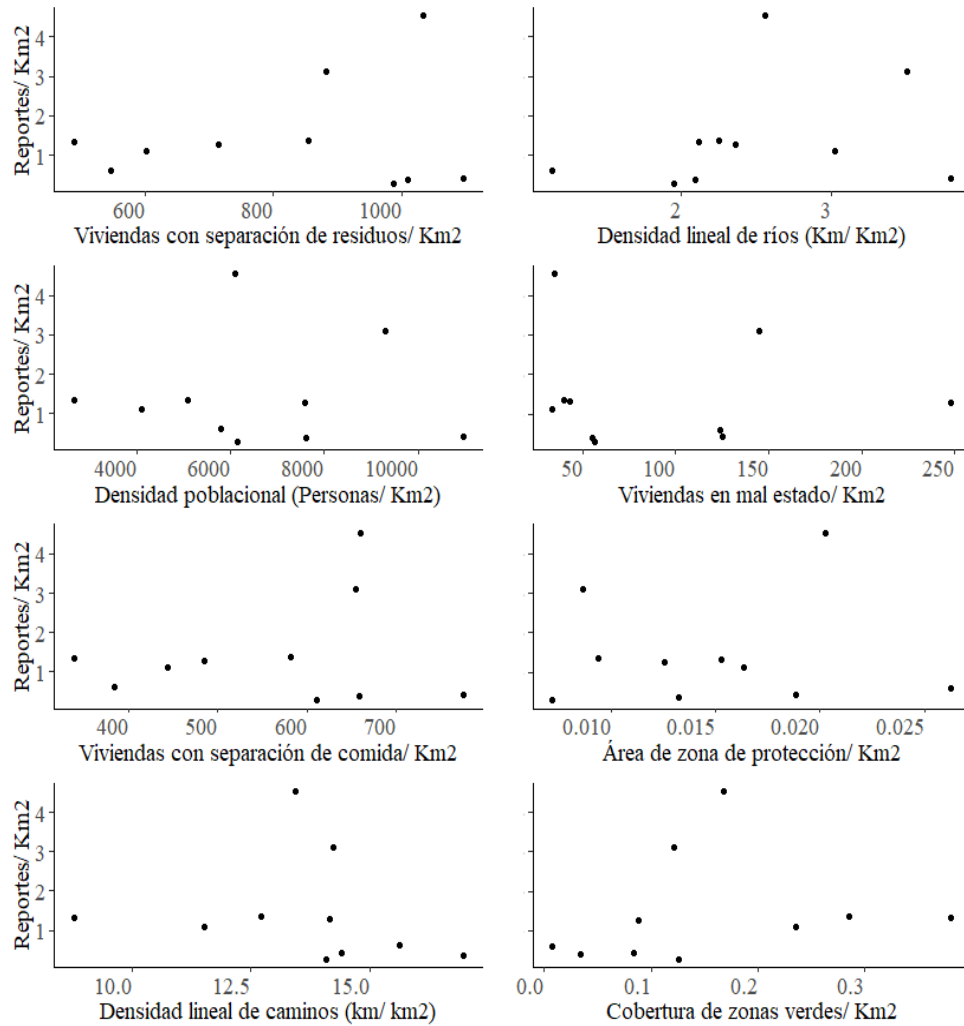 Reportes/ Km2
4
3
2
1
600 800 1000
Viviendas con separación de residuos/ Km2
2 3
Densidad lineal de ríos (Km/ Km2)
Reportes/ Km2
4
3
2
1
4000 6000 8000 10000
Densidad poblacional (Personas/ Km2)
50 100 150 200 250
Viviendas en mal estado/ Km2
Reportes/ Km2
4
3
2
1
400 500 600 700
Viviendas con separación de comida/ Km2
0.010 0.015 0.020 0.025
Área de zona de protección/ Km2
Reportes/ Km2
4
3
2
1
10.0 12.5 15.0
Densidad lineal de caminos (km/ km2)
0.0 0.1 0.2 0.3
Cobertura de zonas verdes/ Km2